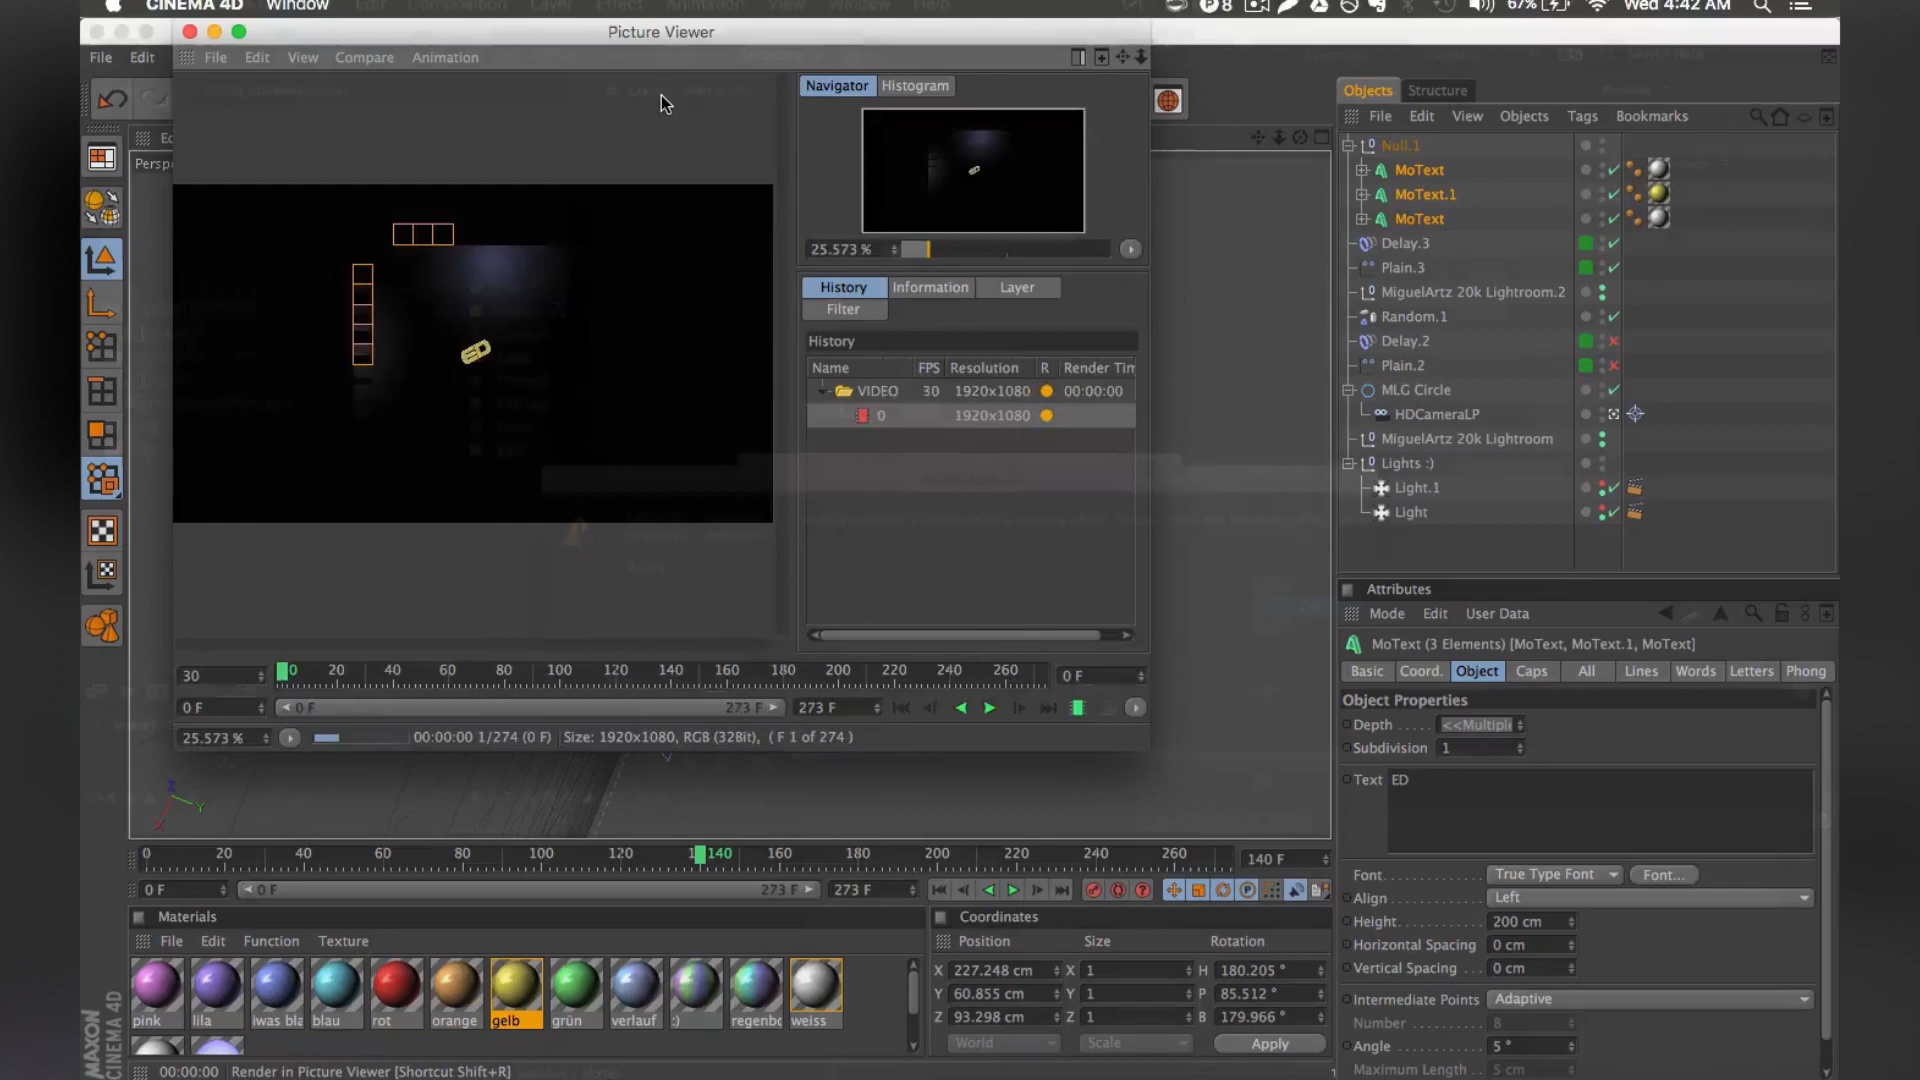 CINEMA 4D Window
8 67% Wed 4:42 AM
Picture Viewer
File Edit
File Edit View Compare Animation
Navigator Histogram
Objects Structure
File Edit View Objects Tags Bookmarks
Persp
Null.1
MoText
MoText.1
MoText
Delay.3
Plain.3
MiguelArtz 20k Lightroom.2
Random.1
Delay.2
Plain.2
MLG Circle
HDCameraLP
MiguelArtz 20k Lightroom
Lights :)
Light.1
Light
25.573 %
History Information Layer
Filter
History
Name FPS Resolution R Render Tim
VIDEO 30 1920x1080 00:00:00
0 1920x1080
ED
Attributes
Mode Edit User Data
MoText (3 Elements) [MoText, MoText.1, MoText]
Basic Coord. Object Caps All Lines Words Letters Phong
Object Properties
Depth <<Multipl
Subdivision 1
Text ED
30 0 20 40 60 80 100 120 140 160 180 200 220 240 260 0 F
0 F 0 F 273 F 273 F
25.573 % 00:00:00 1/274 (0 F) Size: 1920x1080, RGB (32Bit), ( F 1 of 274 )
Z
Y
X
0 20 40 60 80 100 120 140 160 180 200 220 240 260 140 F
0 F 0 F 273 F 273 F
Font True Type Font Font...
Align Left
Height 200 cm
Horizontal Spacing 0 cm
Vertical Spacing 0 cm
Intermediate Points Adaptive
Number 8
Angle 5 °
Maximum Length 5 cm
Materials
File Edit Function Texture
pink lila iwas bla blau rot orange gelb grün verlauf :) regenbo weiss
Coordinates
Position Size Rotation
X 227.248 cm X 1 H 180.205 °
Y 60.855 cm Y 1 P 85.512 °
Z 93.298 cm Z 1 B 179.966 °
World Scale Apply
MAXON
CINEMA 4D
00:00:00 Render in Picture Viewer [Shortcut Shift+R]